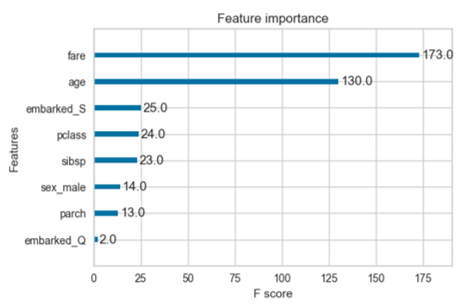 Feature importance
fare 173.0
age 130.0
embarked_S 25.0
pclass 24.0
sibsp 23.0
sex_male 14.0
parch 13.0
embarked_Q 2.0
Features
0 25 50 75 100 125 150 175
F score